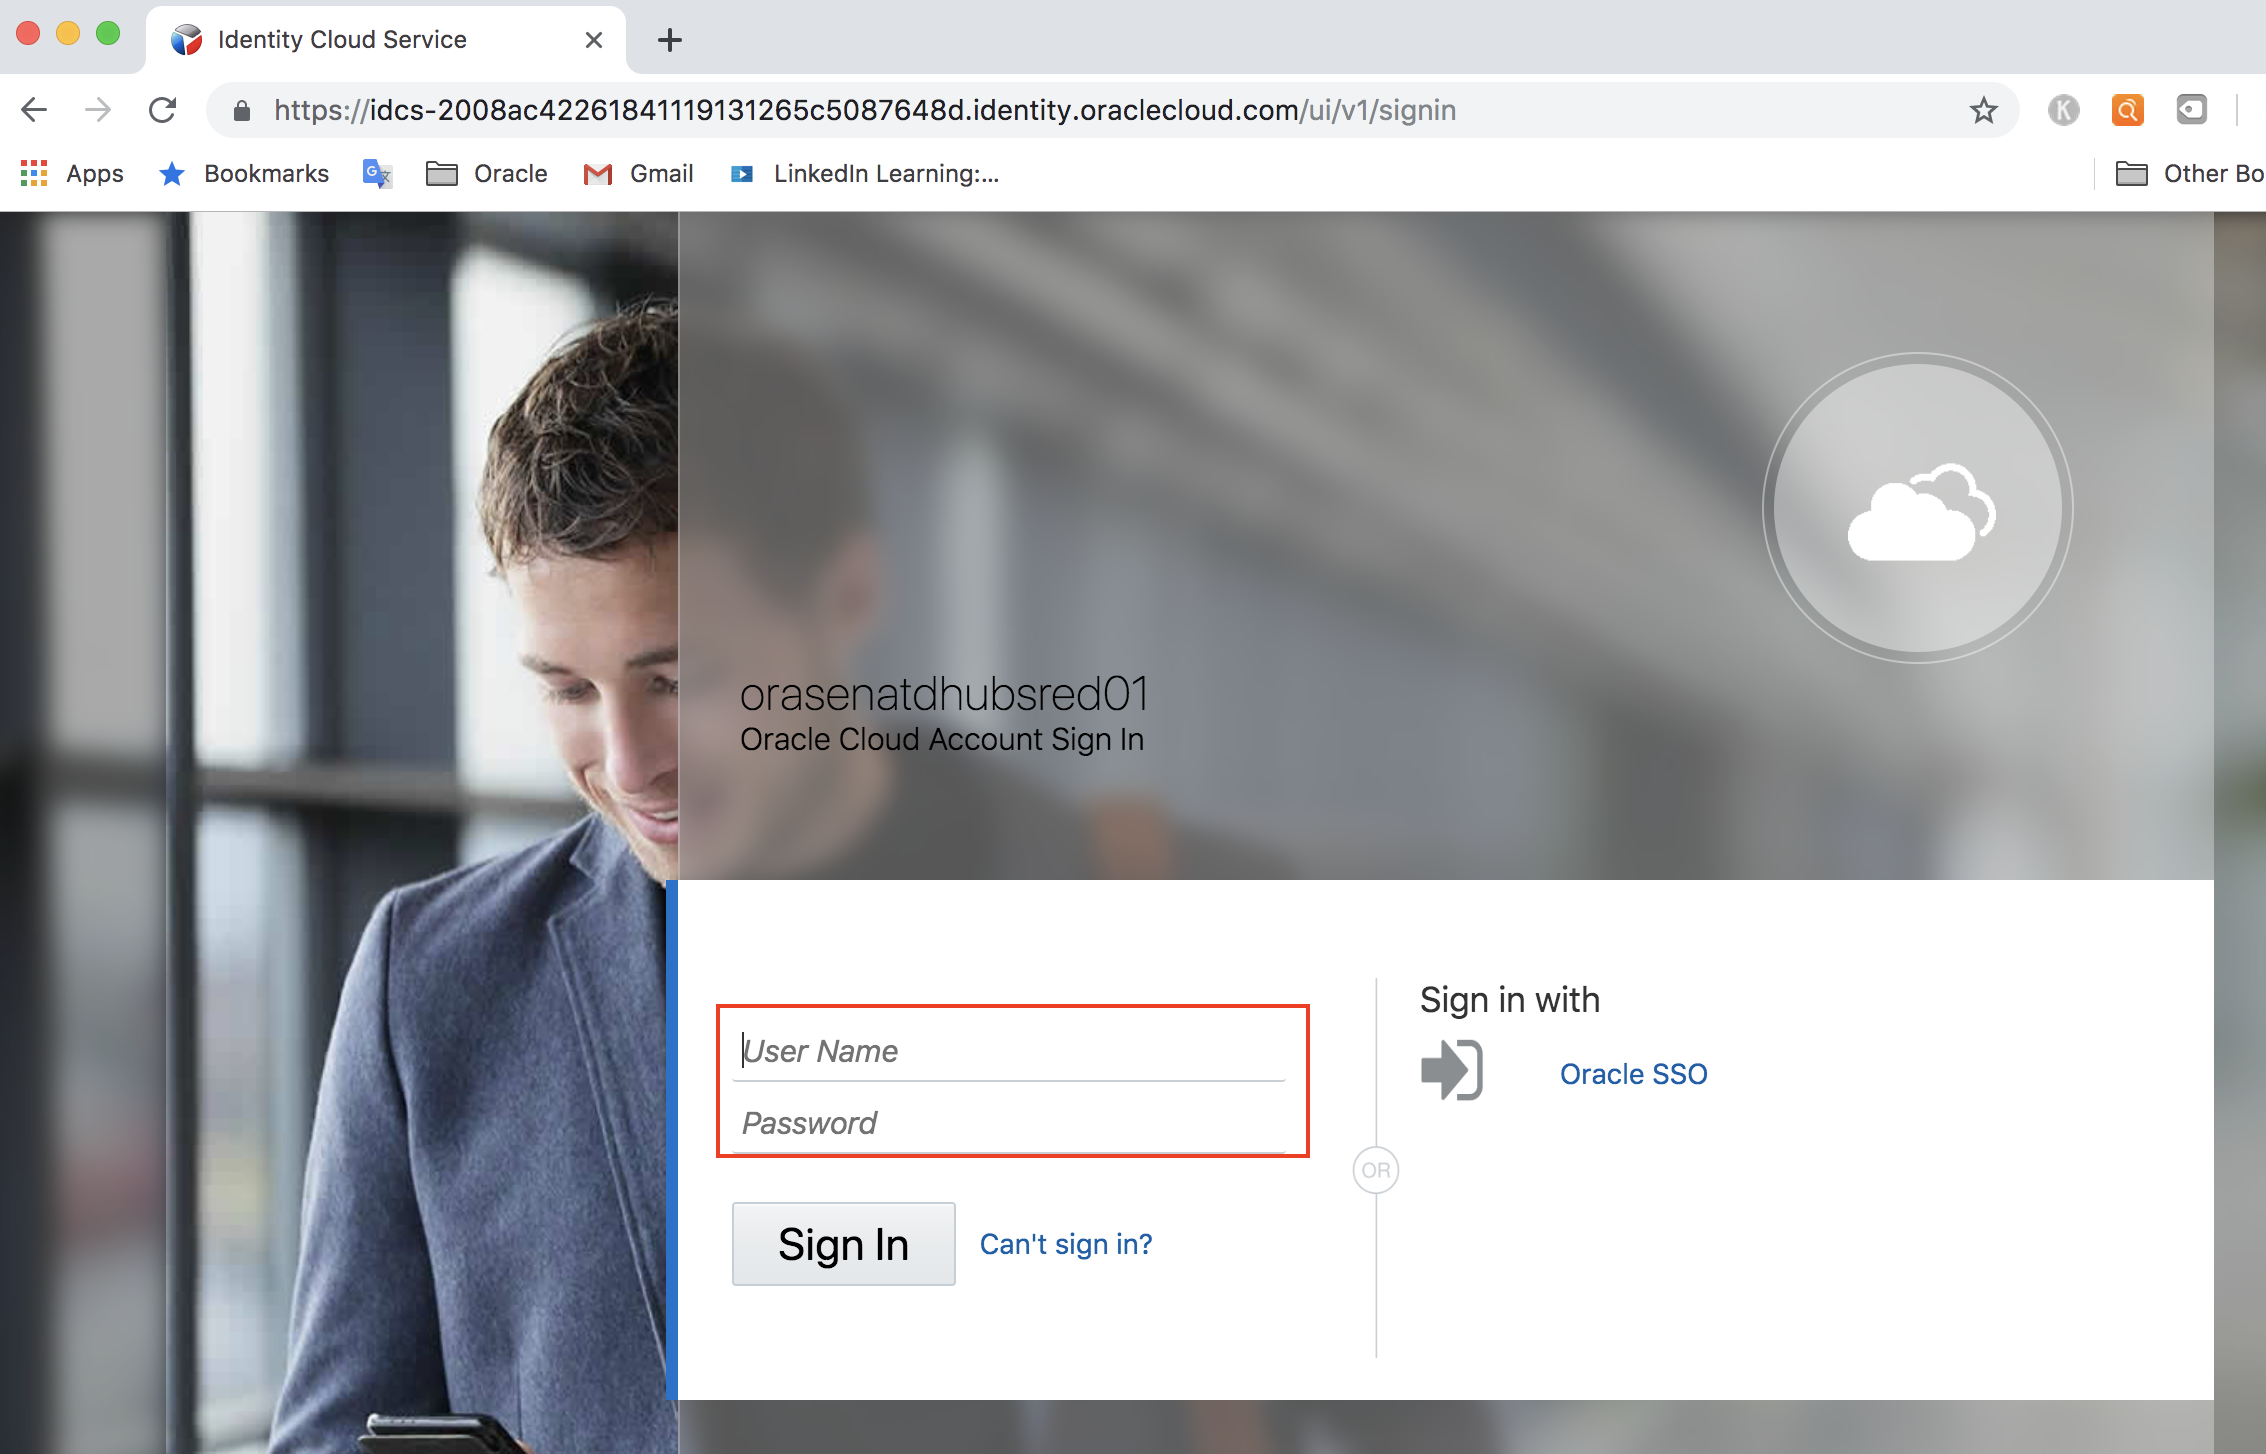 Identity Cloud Service
https://idcs-2008ac42261841119131265c5087648d.identity.oraclecloud.com/ui/v1/signin
Apps Bookmarks Oracle Gmail LinkedIn Learning:... Other Bo
orasenatdhubsred01
Oracle Cloud Account Sign In
User Name
Password
Sign In Can't sign in?
OR
Sign in with
Oracle SSO